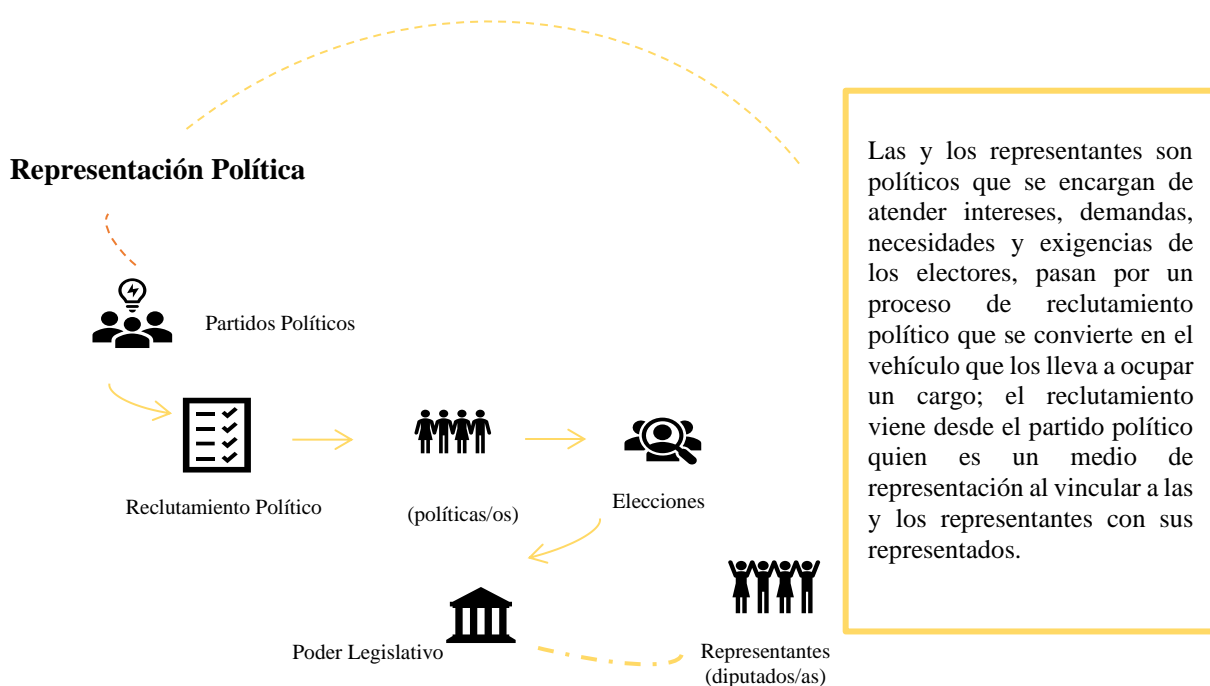 Representación Política
Partidos Políticos
Reclutamiento Político
(políticas/os)
Elecciones
Poder Legislativo
Representantes
(diputados/as)
Las y los representantes son
políticos que se encargan de
atender intereses, demandas,
necesidades y exigencias de
los electores, pasan por un
proceso de reclutamiento
político que se convierte en el
vehículo que los lleva a ocupar
un cargo; el reclutamiento
viene desde el partido político
quien es un medio de
representación al vincular a las
y los representantes con sus
representados.